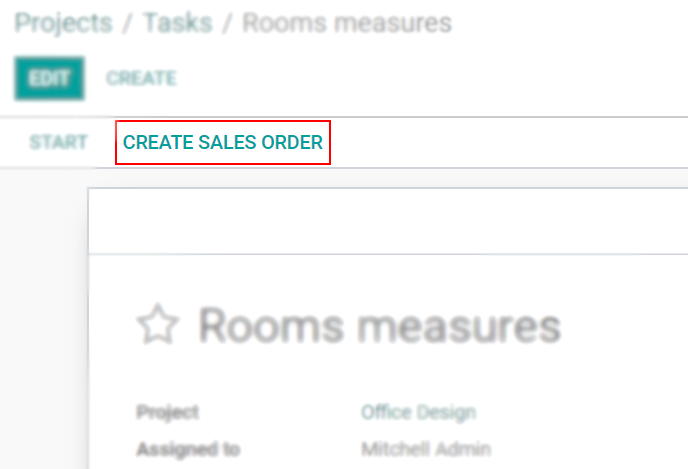 Projects / Tasks / Rooms measures
EDIT CREATE
START CREATE SALES ORDER
Rooms measures
Project Office Design
Assigned to Mitchell Admin